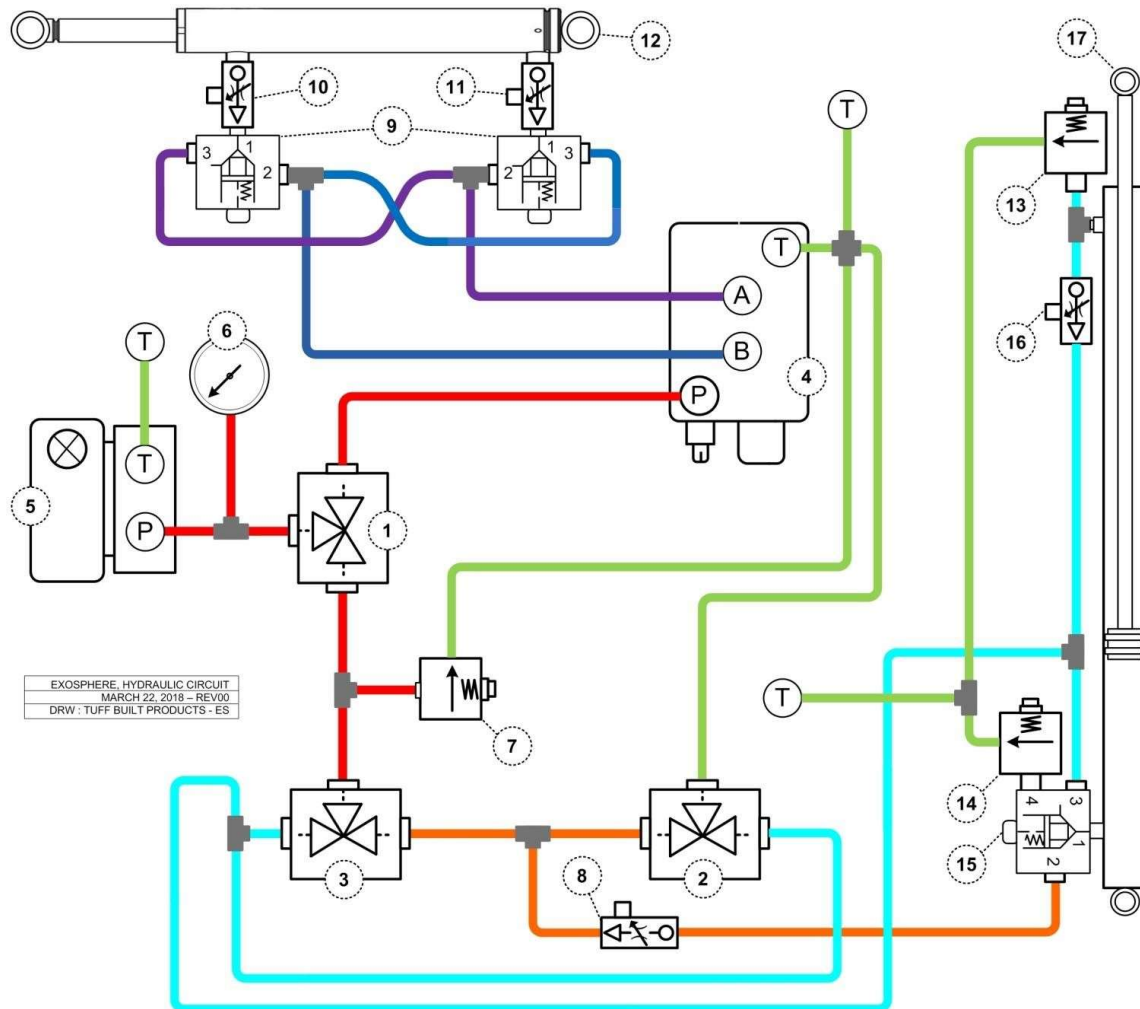 12
17
10
11
9
T
3
1
2
1
3
2
13
T
A
16
6
B
T
4
P
T
5
P
1
EXOSPHERE, HYDRAULIC CIRCUIT
MARCH 22, 2018 – REV00
DRW : TUFF BUILT PRODUCTS - ES
T
7
14
4
3
1
15
2
8
3
2